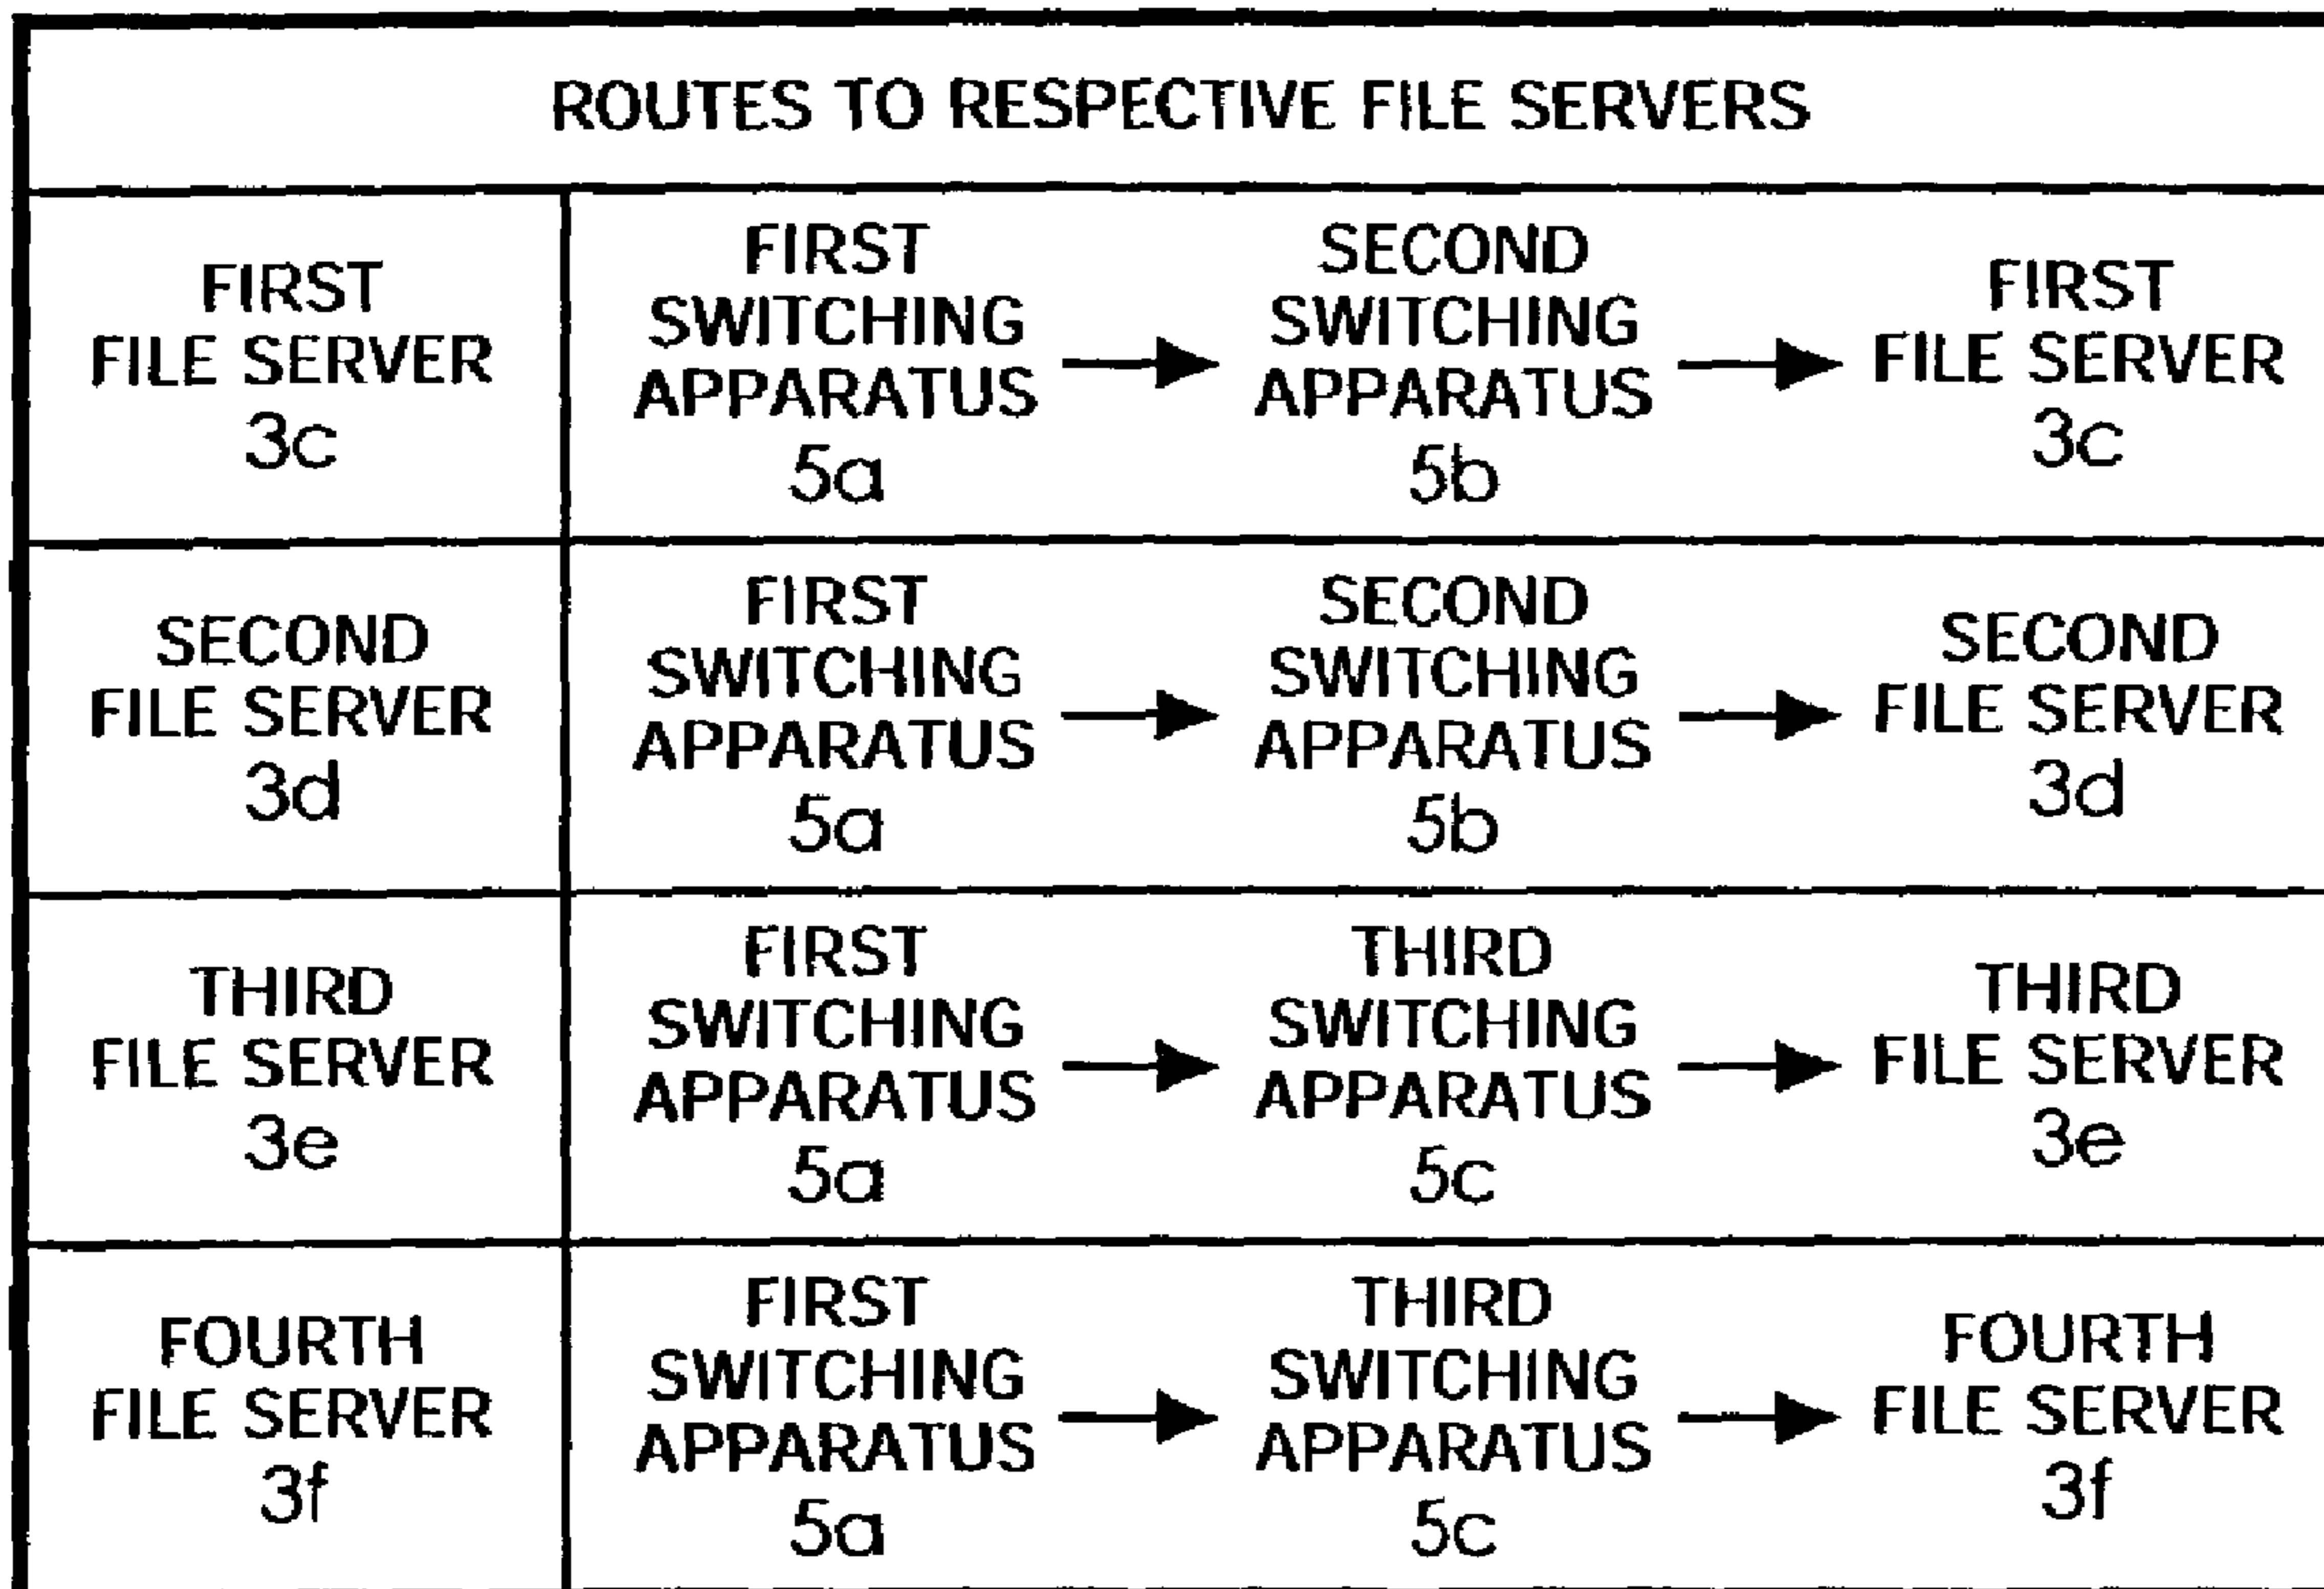 ROUTES TO RESPECTIVE FILE SERVERS
FIRST
FILE SERVER
3c
FIRST
SWITCHING
APPARATUS
5a
SECOND
SWITCHING
APPARATUS
5b
FIRST
FILE SERVER
3c
SECOND
FILE SERVER
3d
FIRST
SWITCHING
APPARATUS
5a
SECOND
SWITCHING
APPARATUS
5b
SECOND
FILE SERVER
3d
THIRD
FILE SERVER
3e
FIRST
SWITCHING
APPARATUS
5a
THIRD
SWITCHING
APPARATUS
5c
THIRD
FILE SERVER
3e
FOURTH
FILE SERVER
3f
FIRST
SWITCHING
APPARATUS
5a
THIRD
SWITCHING
APPARATUS
5c
FOURTH
FILE SERVER
3f